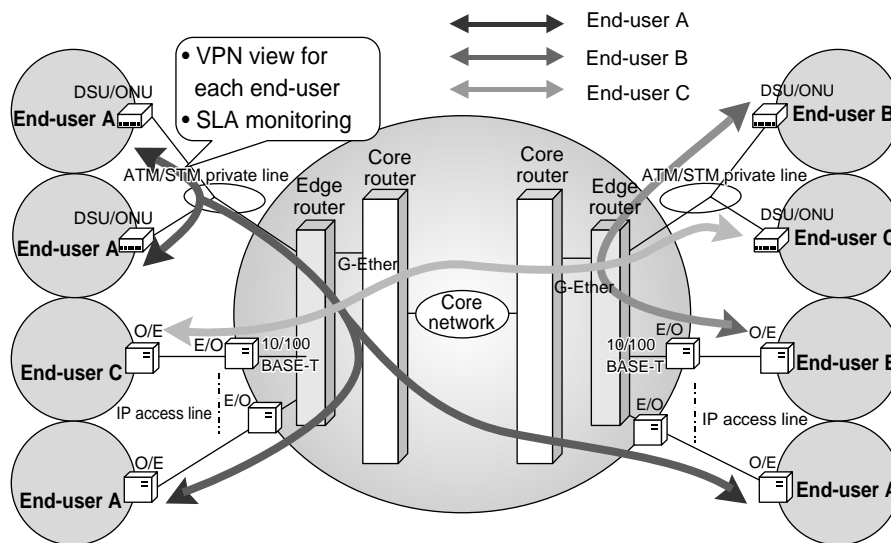 End-user A
End-user B
End-user C
• VPN view for
each end-user
• SLA monitoring
DSU/ONU
End-user A
ATM/STM private line
DSU/ONU
End-user A
Edge
router
Core
router
G-Ether
Core
network
Core
router
Edge
router
G-Ether
DSU/ONU
End-user B
ATM/STM private line
DSU/ONU
End-user C
O/E
End-user C
E/O
10/100
BASE-T
IP access line
E/O
O/E
End-user A
10/100
BASE-T
E/O
O/E
End-user B
E/O
IP access line
O/E
End-user A